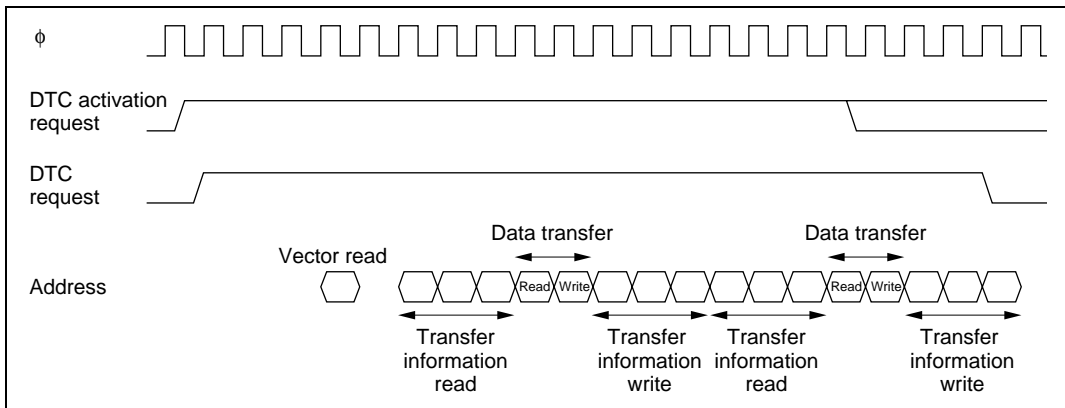 ϕ
DTC activation
request
DTC
request
Data transfer
Data transfer
Vector read
Address
Read
Write
Read
Write
Transfer
information
read
Transfer
information
write
Transfer
information
read
Transfer
information
write